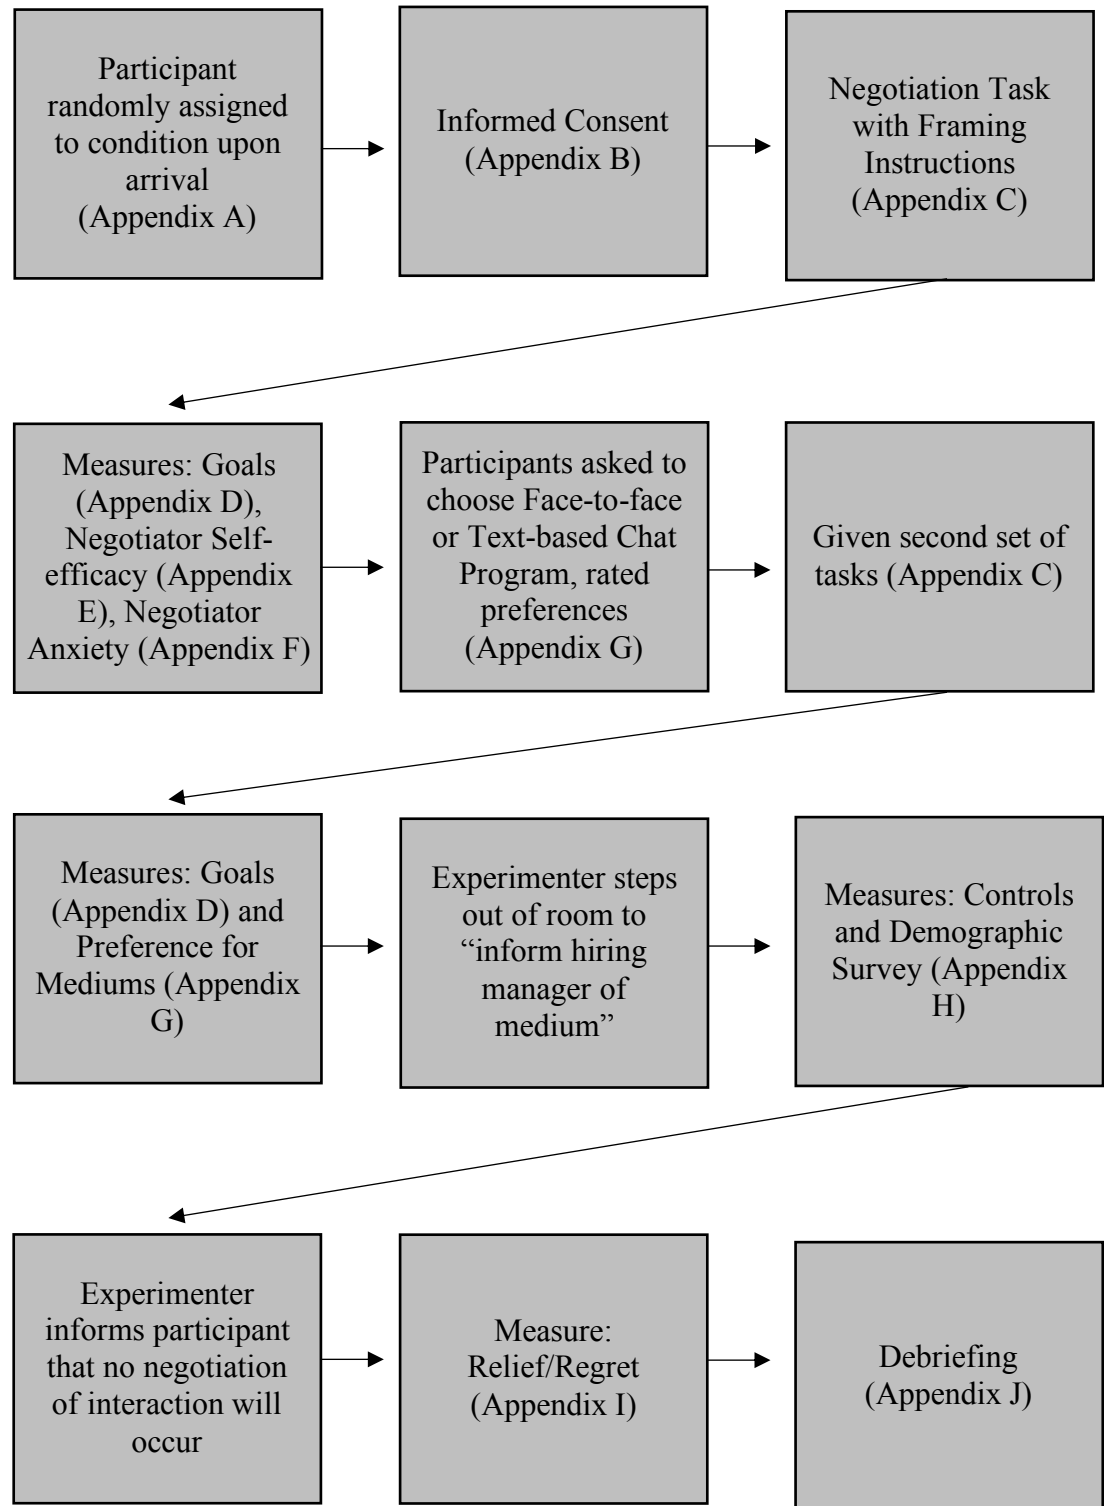 Participant
randomly assigned
to condition upon
arrival
(Appendix A)
Informed Consent
(Appendix B)
Negotiation Task
with Framing
Instructions
(Appendix C)
Measures: Goals
(Appendix D),
Negotiator Self-
efficacy (Appendix
E), Negotiator
Anxiety (Appendix F)
Participants asked to
choose Face-to-face
or Text-based Chat
Program, rated
preferences
(Appendix G)
Given second set of
tasks (Appendix C)
Measures: Goals
(Appendix D) and
Preference for
Mediums (Appendix
G)
Experimenter steps
out of room to
“inform hiring
manager of
medium”
Measures: Controls
and Demographic
Survey (Appendix
H)
Experimenter
informs participant
that no negotiation
of interaction will
occur
Measure:
Relief/Regret
(Appendix I)
Debriefing
(Appendix J)